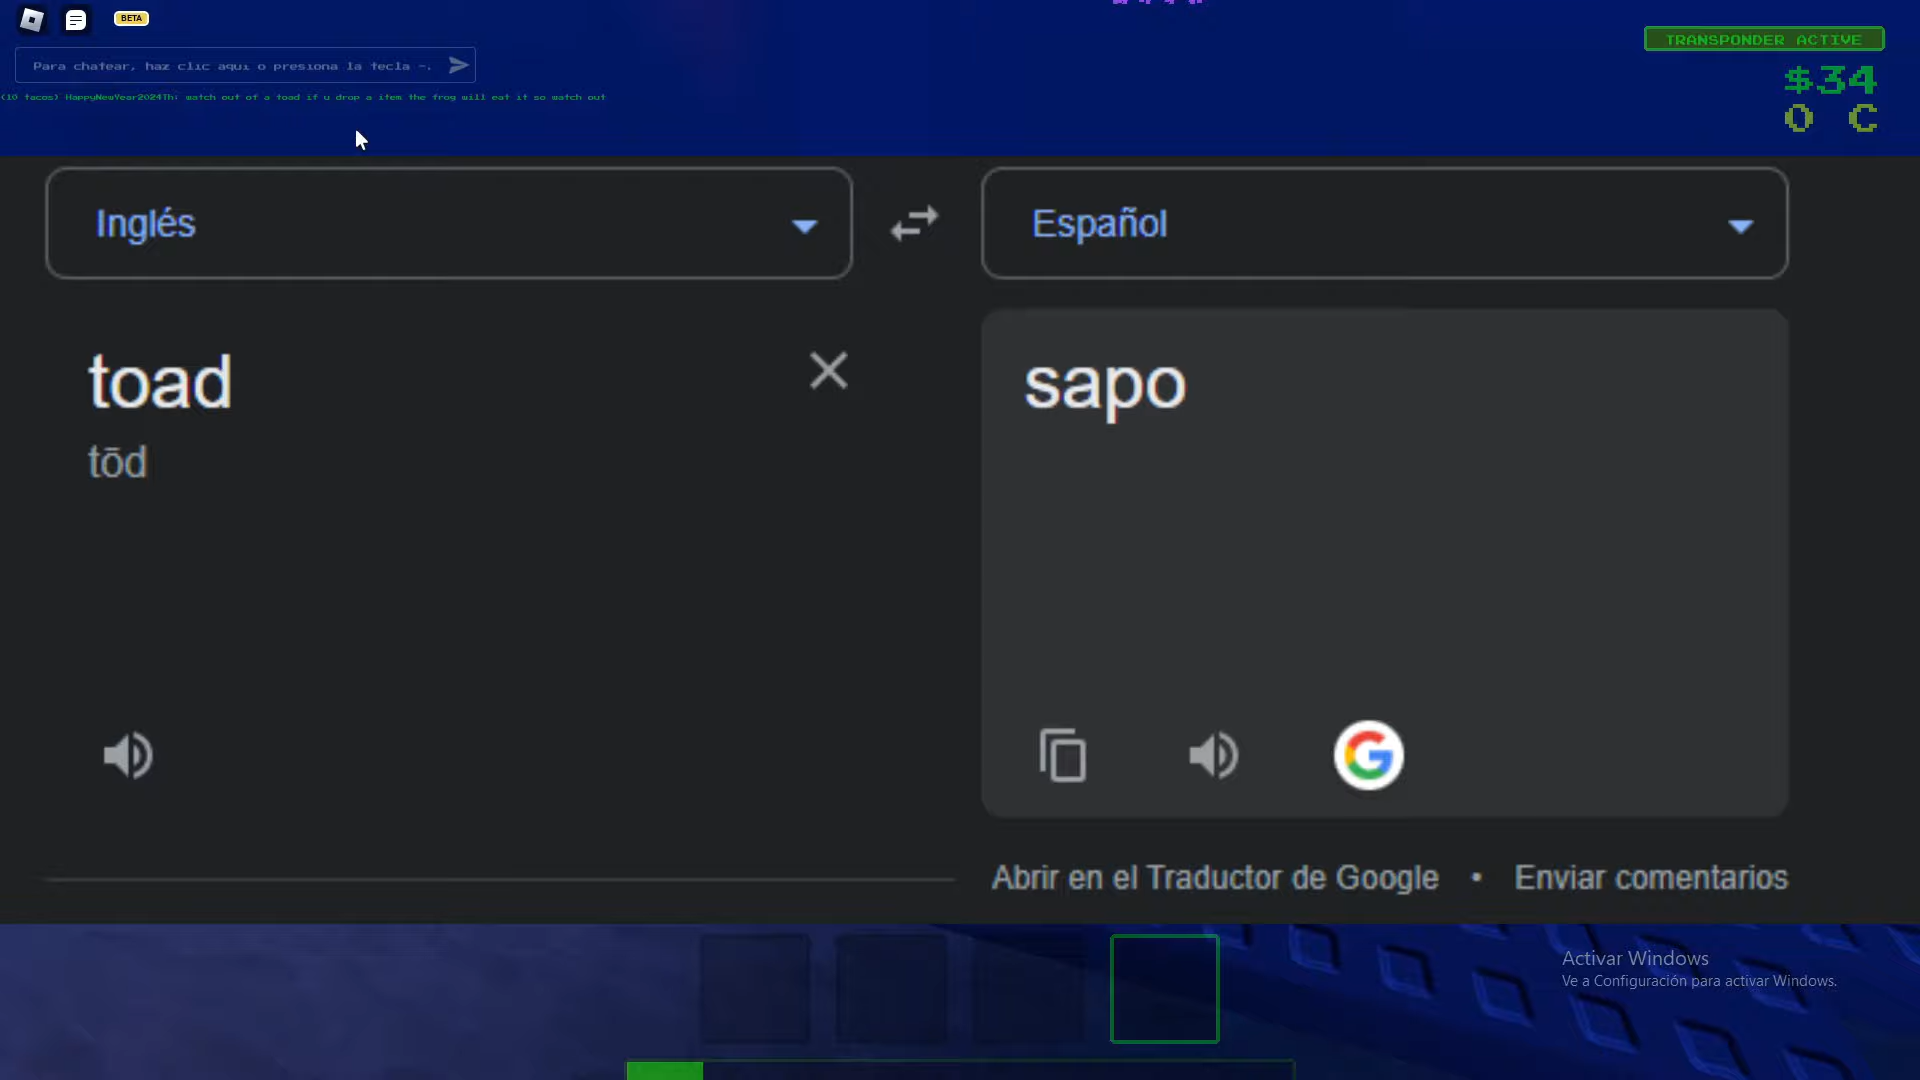 BETA
TRANSPONDER ACTIVE
Para chatear, haz clic aquí o presiona la tecla -.
$34
(10 tacos) HappyNewYear2024Th: watch out of a toad if u drop a item the frog will eat it so watch out
0 C
Inglés
Español
toad
sapo
tōd
Abrir en el Traductor de Google • Enviar comentarios
Activar Windows
Ve a Configuración para activar Windows.